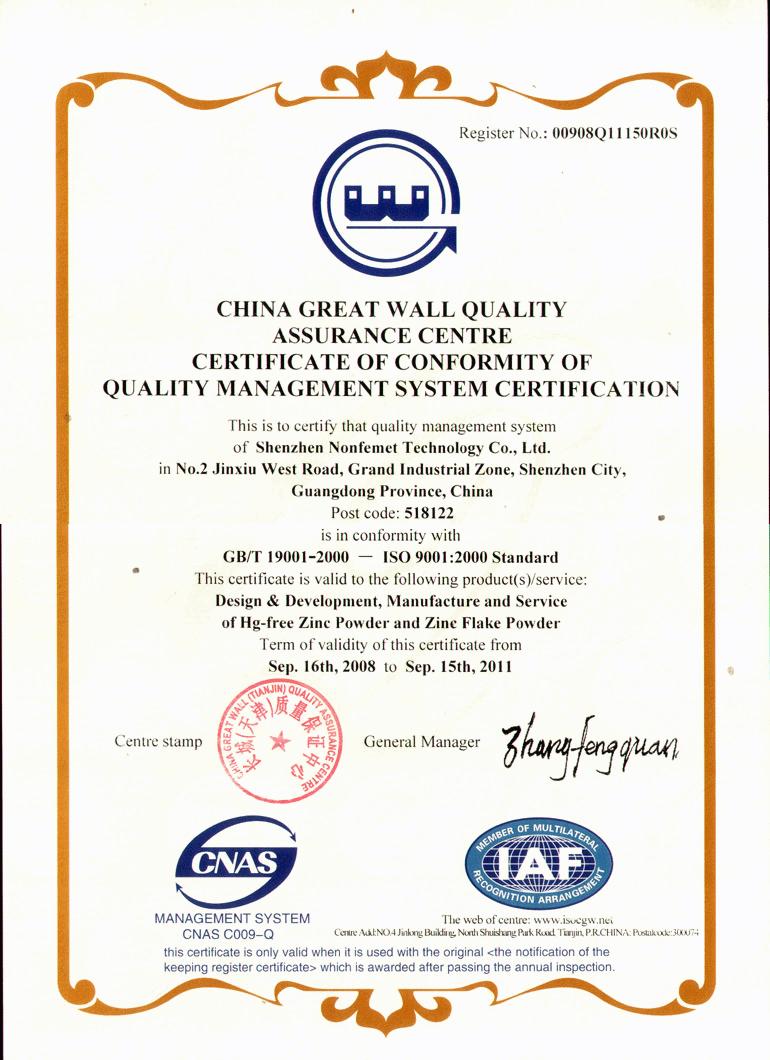 Register No.: 00908Q11150R0S
CHINA GREAT WALL QUALITY
ASSURANCE CENTRE
CERTIFICATE OF CONFORMITY OF
QUALITY MANAGEMENT SYSTEM CERTIFICATION
This is to certify that quality management system
of Shenzhen Nonfemet Technology Co., Ltd.
in No.2 Jinxiu West Road, Grand Industrial Zone, Shenzhen City,
Guangdong Province, China
Post code: 518122
is in conformity with
GB/T 19001-2000 — ISO 9001:2000 Standard
This certificate is valid to the following product(s)/service:
Design & Development, Manufacture and Service
of Hg-free Zinc Powder and Zinc Flake Powder
Term of validity of this certificate from
Sep. 16th, 2008 to Sep. 15th, 2011
Centre stamp
CHINA GREAT WALL (TIANJIN) QUALITY ASSURANCE CENTRE
长城(天津)质量保证中心
General Manager
Zhangfengquan
CNAS
MANAGEMENT SYSTEM
CNAS C009-Q
MEMBER OF MULTILATERAL
IAF
RECOGNITION ARRANGEMENT
The web of centre: www.isocgw.net
Centre Add:NO.4 Jinlong Building, North Shuishang Park Road. Tianjin, P.R.CHINA: Postalcode:300074
this certificate is only valid when it is used with the original <the notification of the
keeping register certificate> which is awarded after passing the annual inspection.